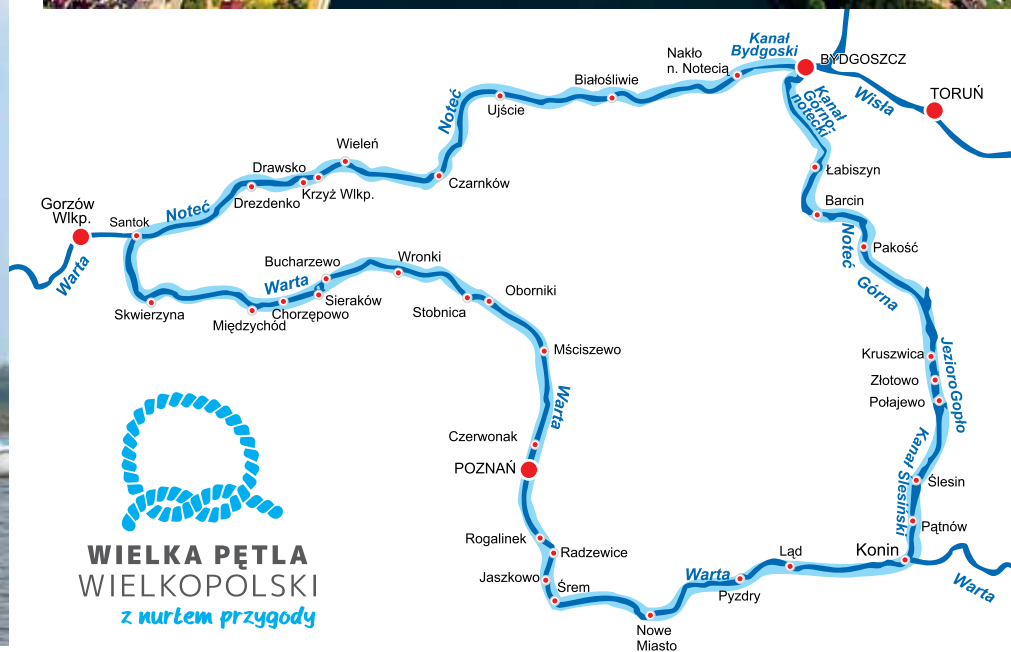 Kanał
Bydgoski
BYDGOSZCZ
Nakło
n. Notecią
Białośliwie
Ujście
Noteć
Kanał
Górno-
notecki
Wisła
TORUŃ
Wieleń
Drawsko
Krzyż Wlkp.
Drezdenko
Czarnków
Łabiszyn
Barcin
Gorzów
Wlkp.
Santok
Noteć
Warta
Noteć
Górna
Pakość
Wronki
Bucharzewo
Warta
Sieraków
Chorzępowo
Międzychód
Skwierzyna
Stobnica
Oborniki
Mściszewo
Kruszwica
Złotowo
Połajewo
Jezioro Gopło
Warta
Czerwonak
POZNAŃ
Kanał Ślesiński
Ślesin
Pątnów
Rogalinek
Radzewice
Jaszkowo
Śrem
Ląd
Konin
Warta
Pyzdry
Warta
Nowe
Miasto
WIELKA PĘTLA
WIELKOPOLSKI
z nurtem przygody